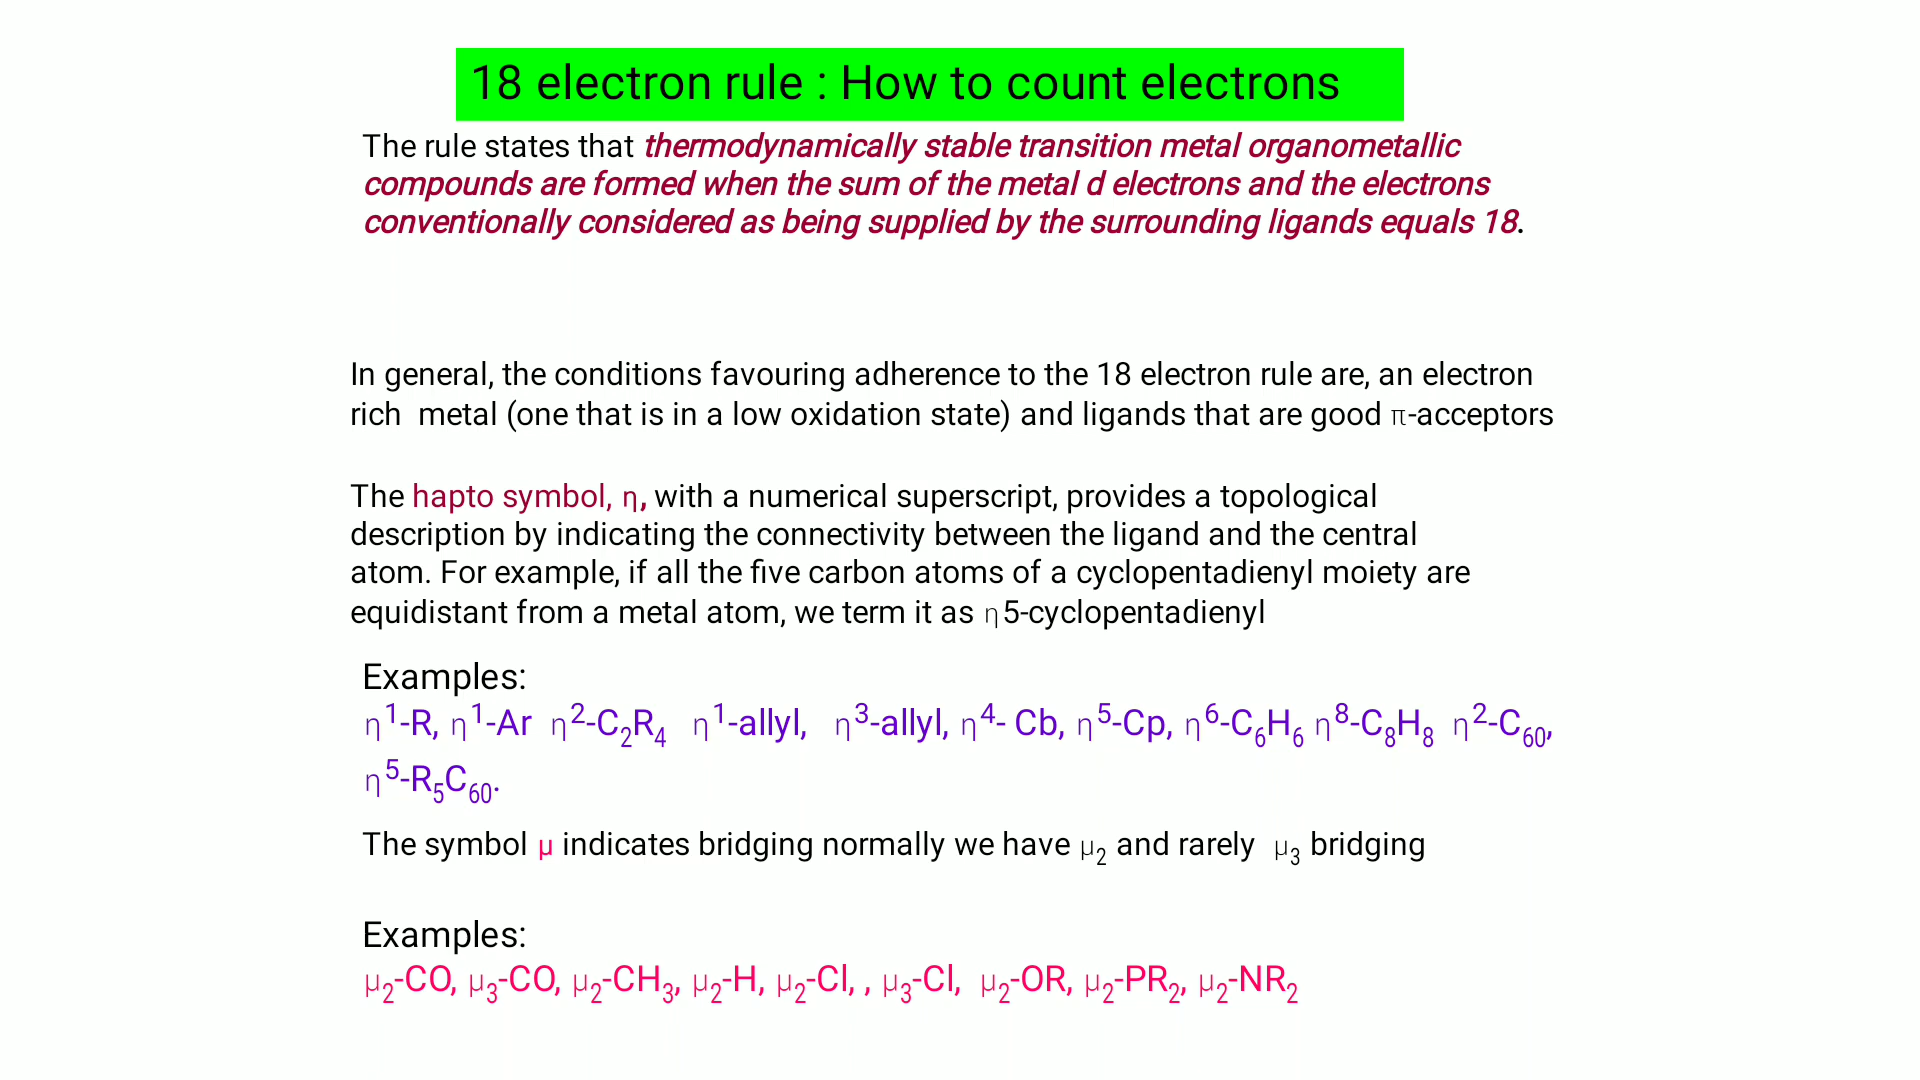 18 electron rule : How to count electrons
The rule states that thermodynamically stable transition metal organometallic
compounds are formed when the sum of the metal d electrons and the electrons
conventionally considered as being supplied by the surrounding ligands equals 18.
In general, the conditions favouring adherence to the 18 electron rule are, an electron
rich metal (one that is in a low oxidation state) and ligands that are good π-acceptors
The hapto symbol, η, with a numerical superscript, provides a topological
description by indicating the connectivity between the ligand and the central
atom. For example, if all the five carbon atoms of a cyclopentadienyl moiety are
equidistant from a metal atom, we term it as η5-cyclopentadienyl
Examples:
η¹-R, η¹-Ar η²-C₂R₄ η¹-allyl, η³-allyl, η⁴- Cb, η⁵-Cp, η⁶-C₆H₆ η⁸-C₈H₈ η²-C₆₀,
η⁵-R₅C₆₀.
The symbol μ indicates bridging normally we have μ₂ and rarely μ₃ bridging
Examples:
μ₂-CO, μ₃-CO, μ₂-CH₃, μ₂-H, μ₂-Cl, , μ₃-Cl, μ₂-OR, μ₂-PR₂, μ₂-NR₂